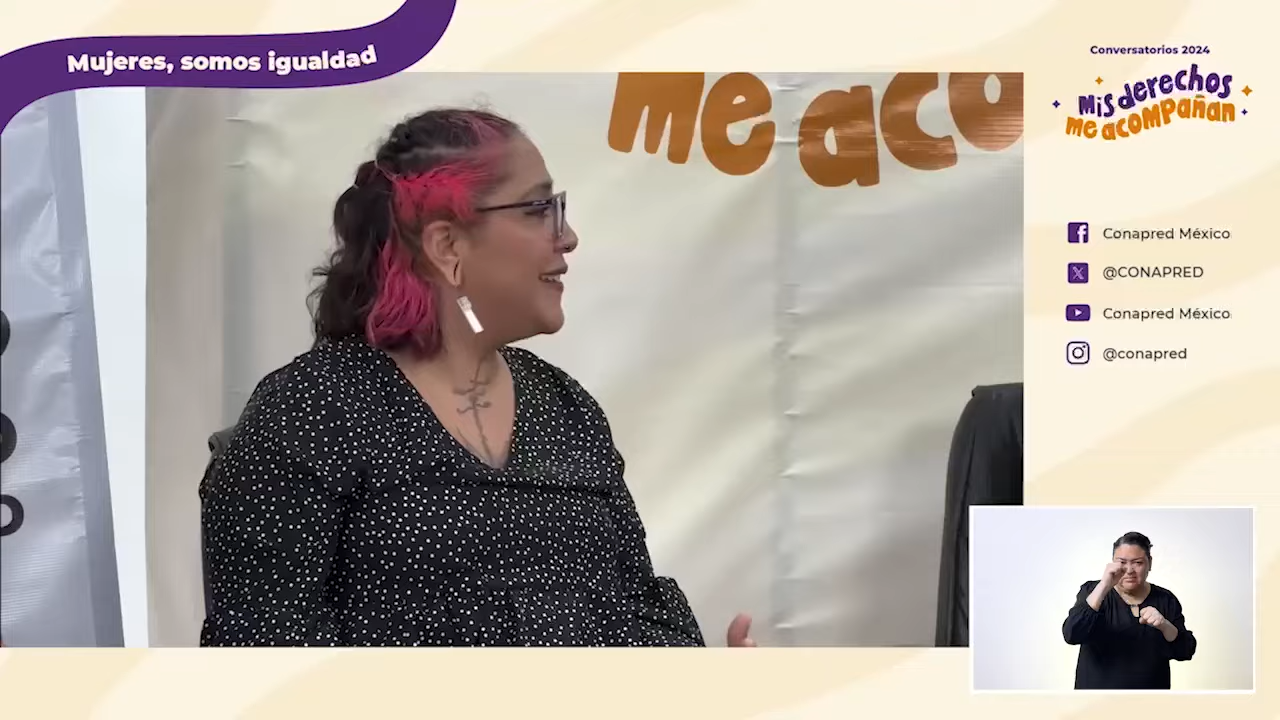 Mujeres, somos igualdad
Conversatorios 2024
Mis derechos
me acompañan
me aco
Conapred México
@CONAPRED
Conapred México
@conapred